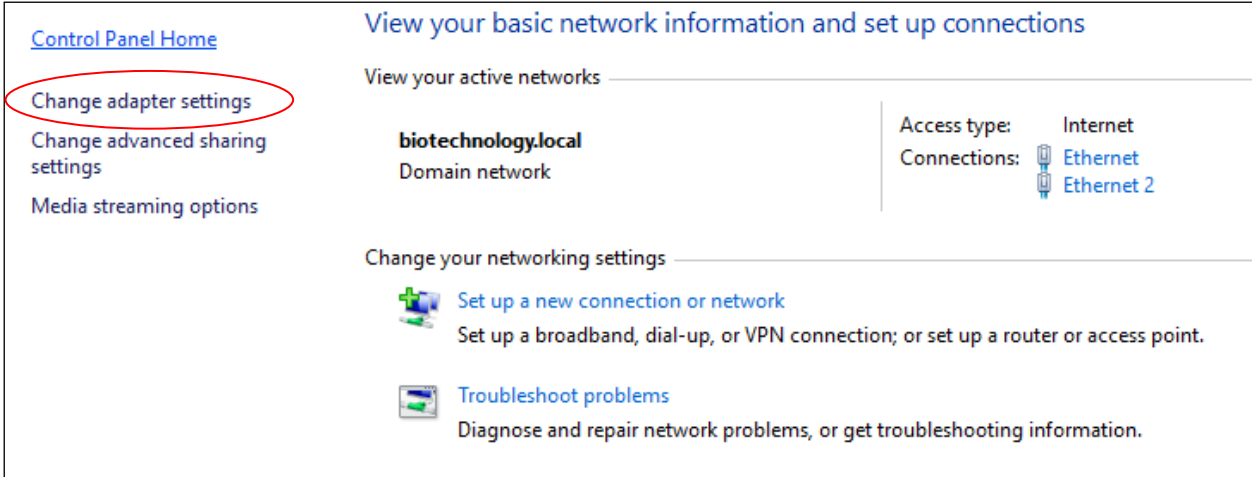 Control Panel Home
Change adapter settings
Change advanced sharing
settings
Media streaming options
View your basic network information and set up connections
View your active networks
biotechnology.local
Domain network
Access type: Internet
Connections: Ethernet
Ethernet 2
Change your networking settings
Set up a new connection or network
Set up a broadband, dial-up, or VPN connection; or set up a router or access point.
Troubleshoot problems
Diagnose and repair network problems, or get troubleshooting information.